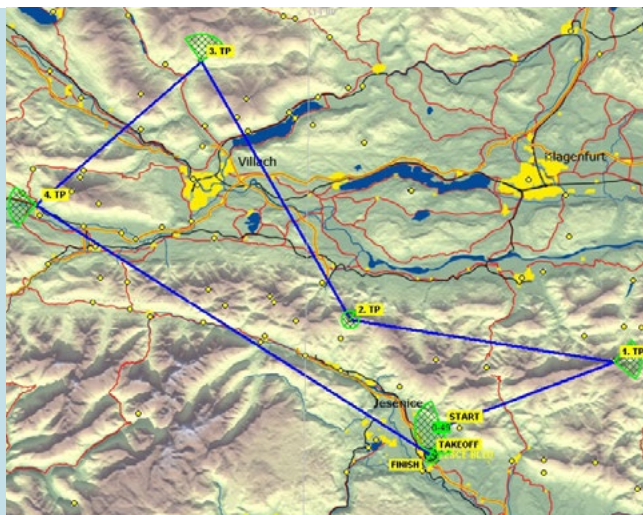 3. TP
Villach
Klagenfurt
4. TP
2. TP
1. TP
Jesenice
START
TAKEOFF
FINISH